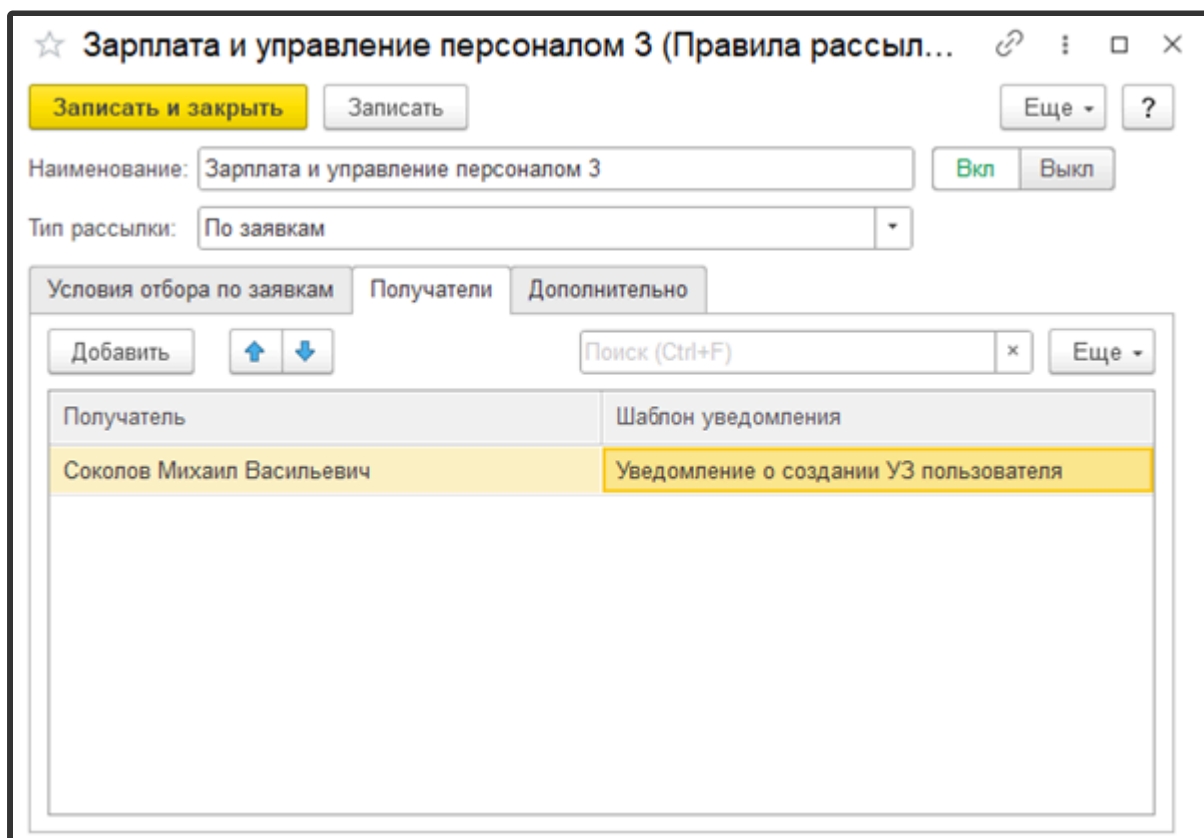 Зарплата и управление персоналом 3 (Правила рассыл...
Записать и закрыть Записать Еще ?
Наименование: Зарплата и управление персоналом 3 Вкл Выкл
Тип рассылки: По заявкам
Условия отбора по заявкам Получатели Дополнительно
Добавить Поиск (Ctrl+F) × Еще
Получатель Шаблон уведомления
Соколов Михаил Васильевич Уведомление о создании УЗ пользователя